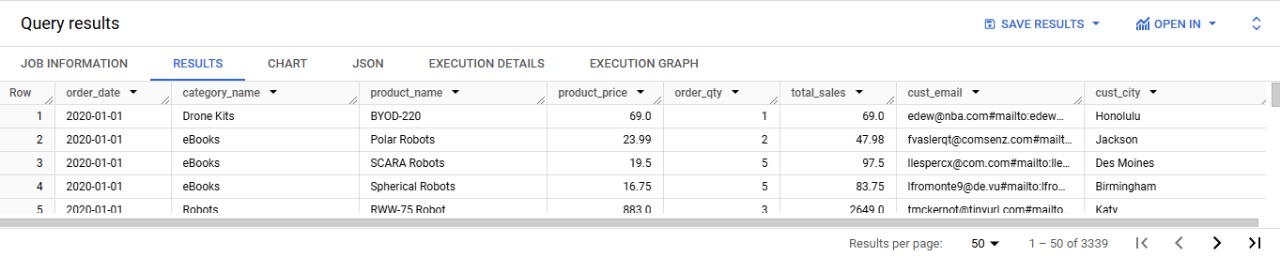 Query results SAVE RESULTS OPEN IN
JOB INFORMATION RESULTS CHART JSON EXECUTION DETAILS EXECUTION GRAPH
Row order_date category_name product_name product_price order_qty total_sales cust_email cust_city
1 2020-01-01 Drone Kits BYOD-220 69.0 1 69.0 edew@nba.com#mailto:edew... Honolulu
2 2020-01-01 eBooks Polar Robots 23.99 2 47.98 fvaslerqt@comsenz.com#mailt... Jackson
3 2020-01-01 eBooks SCARA Robots 19.5 5 97.5 llespercx@com.com#mailto:lle... Des Moines
4 2020-01-01 eBooks Spherical Robots 16.75 5 83.75 lfromonte9@de.vu#mailto:lfro... Birmingham
5 2020-01-01 Robots RWW-75 Robot 883.0 3 2649.0 tmckernot@tinyurl.com#mailto... Katy
Results per page: 50 1 – 50 of 3339